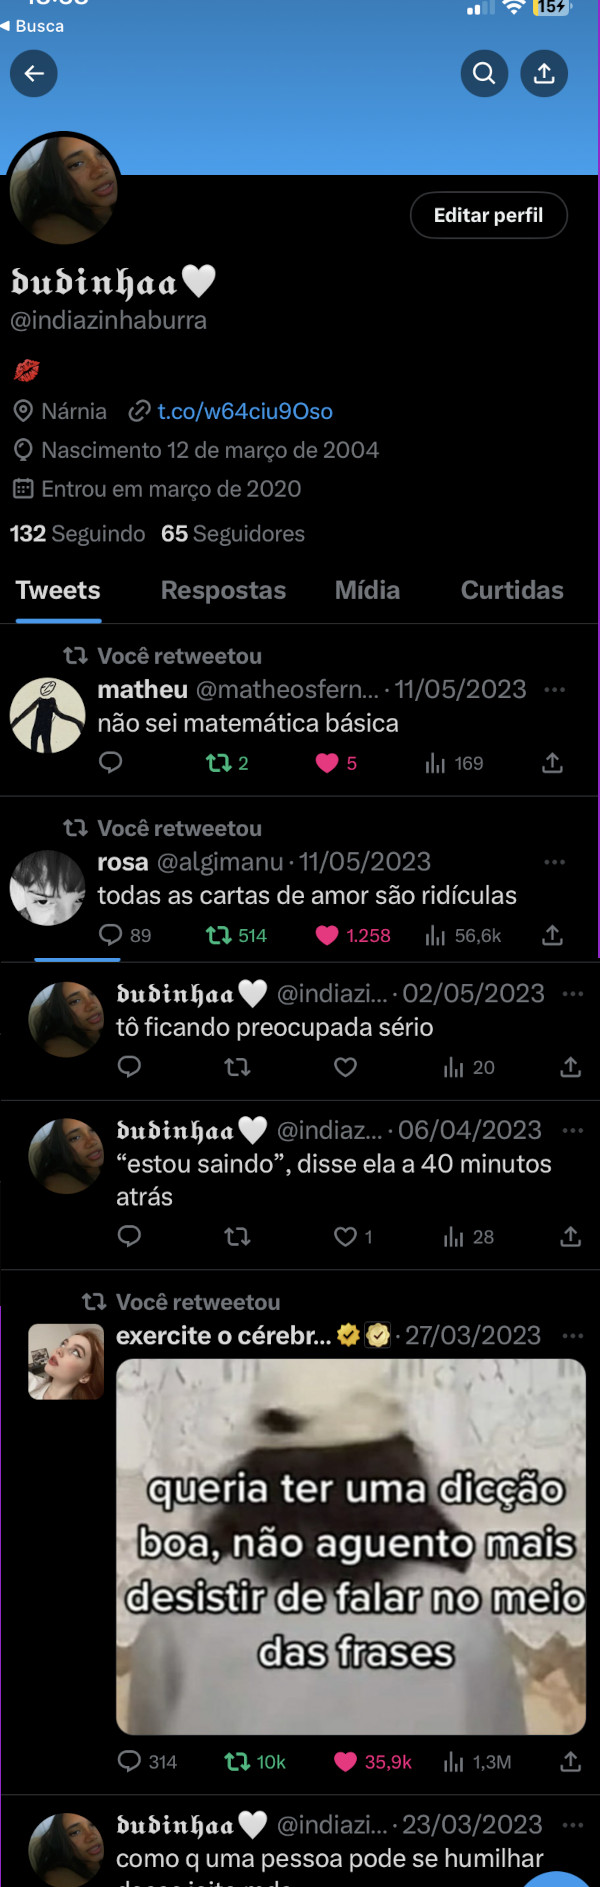 Busca
15
Editar perfil
𝖉𝖚𝖉𝖎𝖓𝖍𝖆𝖆🤍
@indiazinhaburra
💋
Nárnia t.co/w64ciu9Oso
Nascimento 12 de março de 2004
Entrou em março de 2020
132 Seguindo 65 Seguidores
Tweets Respostas Mídia Curtidas
Você retweetou
matheu @matheosfern... · 11/05/2023
não sei matemática básica
2 5 169
Você retweetou
rosa @algimanu · 11/05/2023
todas as cartas de amor são ridículas
89 514 1.258 56,6k
𝖉𝖚𝖉𝖎𝖓𝖍𝖆𝖆🤍 @indiazi... · 02/05/2023
tô ficando preocupada sério
20
𝖉𝖚𝖉𝖎𝖓𝖍𝖆𝖆🤍 @indiaz... · 06/04/2023
“estou saindo”, disse ela a 40 minutos
atrás
1 28
Você retweetou
exercite o cérebr... · 27/03/2023
queria ter uma dicção
boa, não aguento mais
desistir de falar no meio
das frases
314 10k 35,9k 1,3M
𝖉𝖚𝖉𝖎𝖓𝖍𝖆𝖆🤍 @indiazi... · 23/03/2023
como q uma pessoa pode se humilhar